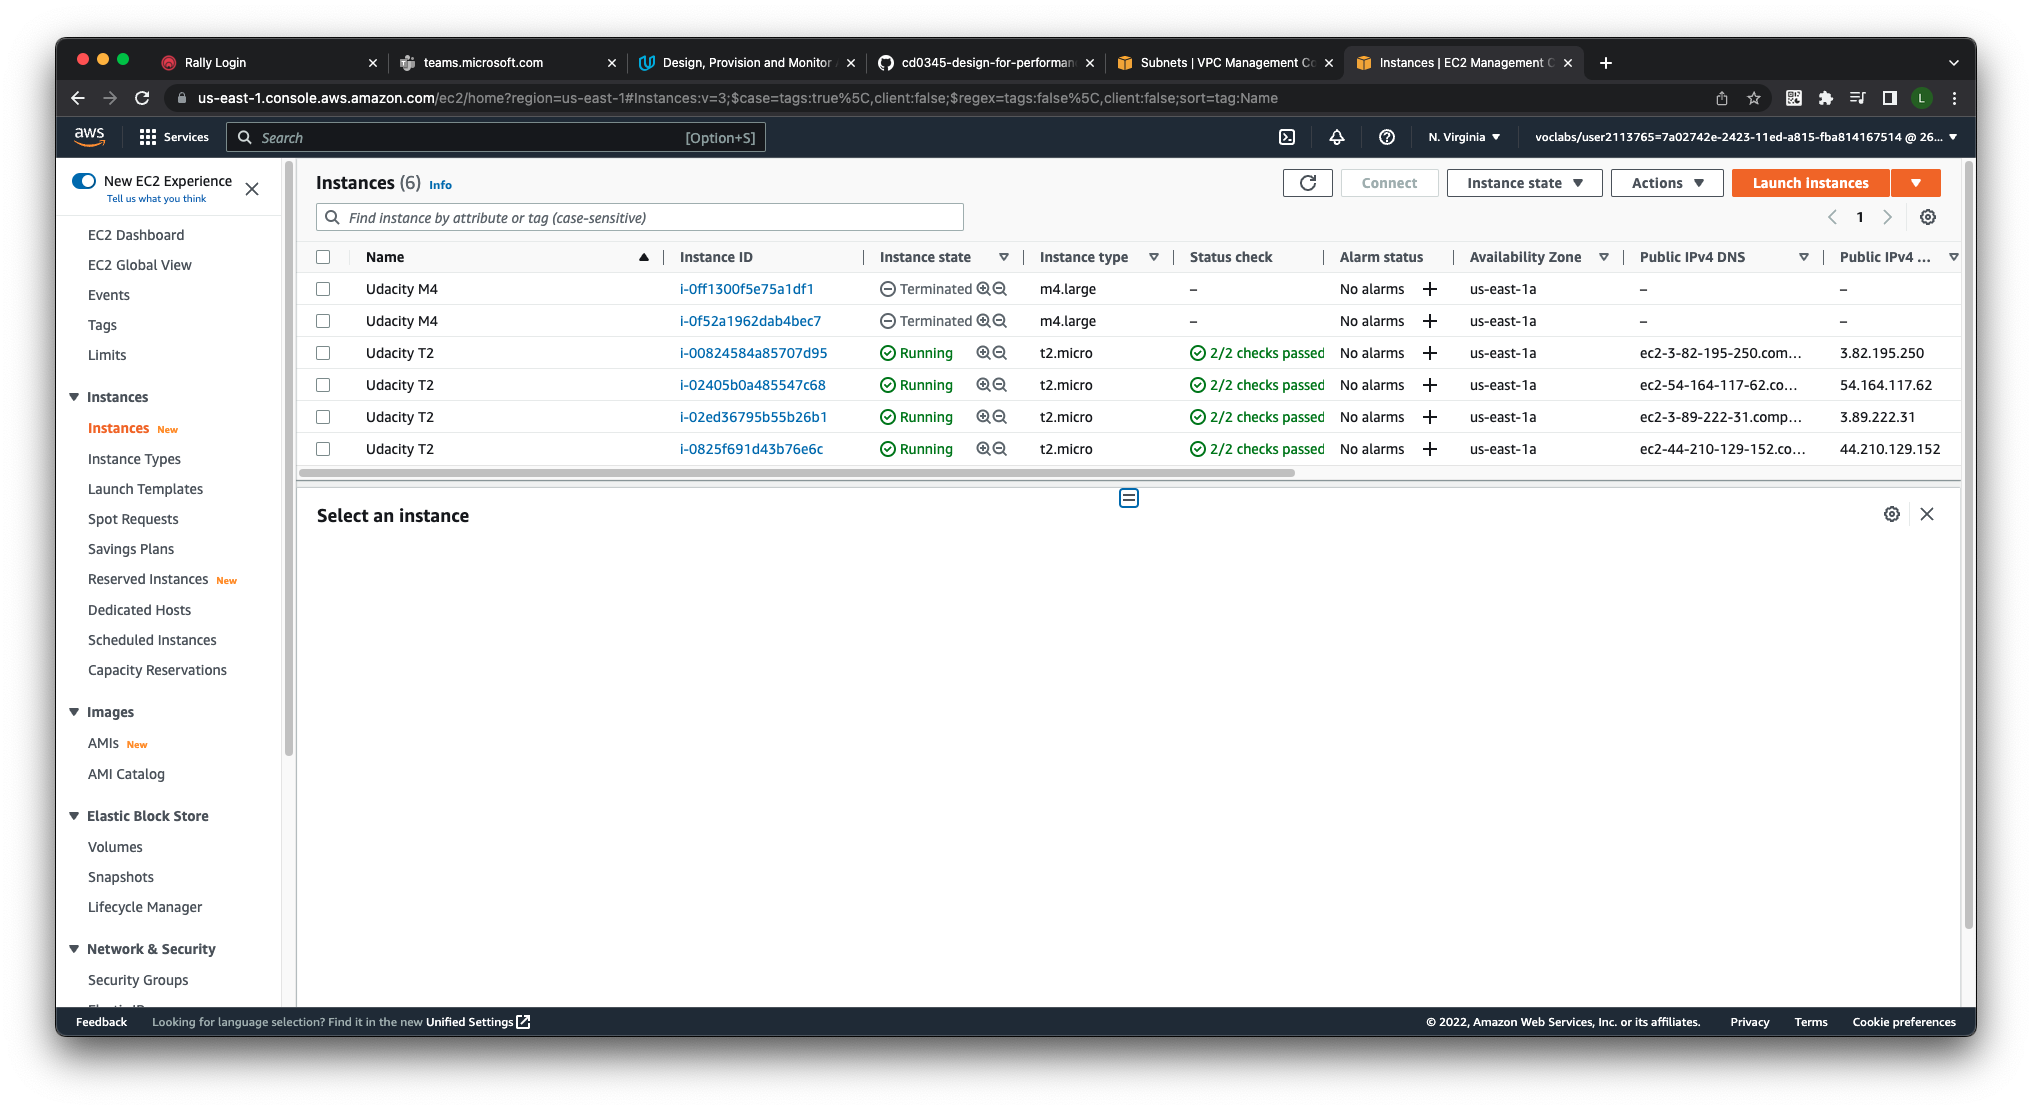 Rally Login
teams.microsoft.com
Design, Provision and Monitor
cd0345-design-for-performan
Subnets | VPC Management Co
Instances | EC2 Management C
us-east-1.console.aws.amazon.com/ec2/home?region=us-east-1#Instances:v=3;$case=tags:true%5C,client:false;$regex=tags:false%5C,client:false;sort=tag:Name
L
aws
Services
Search
[Option+S]
N. Virginia
voclabs/user2113765=7a02742e-2423-11ed-a815-fba814167514 @ 26...
New EC2 Experience
Tell us what you think
EC2 Dashboard
EC2 Global View
Events
Tags
Limits
Instances
Instances New
Instance Types
Launch Templates
Spot Requests
Savings Plans
Reserved Instances New
Dedicated Hosts
Scheduled Instances
Capacity Reservations
Images
AMIs New
AMI Catalog
Elastic Block Store
Volumes
Snapshots
Lifecycle Manager
Network & Security
Security Groups
Instances (6) Info
Connect
Instance state
Actions
Launch instances
Find instance by attribute or tag (case-sensitive)
1
Name Instance ID Instance state Instance type Status check Alarm status Availability Zone Public IPv4 DNS Public IPv4 ...
Udacity M4 i-0ff1300f5e75a1df1 Terminated m4.large – No alarms + us-east-1a – –
Udacity M4 i-0f52a1962dab4bec7 Terminated m4.large – No alarms + us-east-1a – –
Udacity T2 i-00824584a85707d95 Running t2.micro 2/2 checks passed No alarms + us-east-1a ec2-3-82-195-250.com... 3.82.195.250
Udacity T2 i-02405b0a485547c68 Running t2.micro 2/2 checks passed No alarms + us-east-1a ec2-54-164-117-62.co... 54.164.117.62
Udacity T2 i-02ed36795b55b26b1 Running t2.micro 2/2 checks passed No alarms + us-east-1a ec2-3-89-222-31.comp... 3.89.222.31
Udacity T2 i-0825f691d43b76e6c Running t2.micro 2/2 checks passed No alarms + us-east-1a ec2-44-210-129-152.co... 44.210.129.152
Select an instance
Feedback
Looking for language selection? Find it in the new Unified Settings
© 2022, Amazon Web Services, Inc. or its affiliates.
Privacy
Terms
Cookie preferences